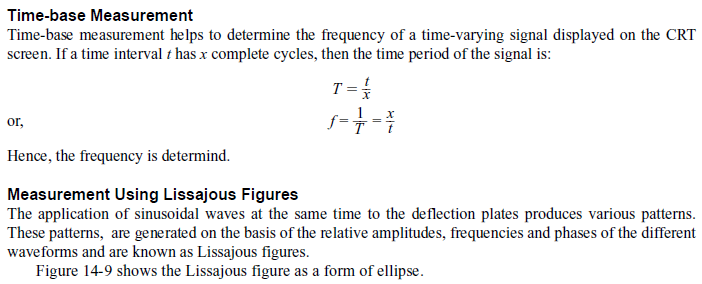 Time-base Measurement
Time-base measurement helps to determine the frequency of a time-varying signal displayed on the CRT
screen. If a time interval t has x complete cycles, then the time period of the signal is:
T = t/x
or, f = 1/T = x/t
Hence, the frequency is determind.
Measurement Using Lissajous Figures
The application of sinusoidal waves at the same time to the deflection plates produces various patterns.
These patterns, are generated on the basis of the relative amplitudes, frequencies and phases of the different
waveforms and are known as Lissajous figures.
Figure 14-9 shows the Lissajous figure as a form of ellipse.